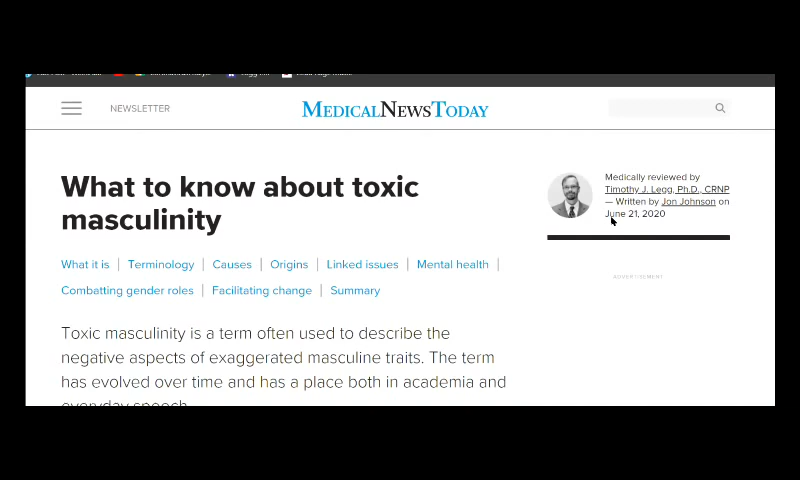 NEWSLETTER
MEDICALNEWSTODAY
What to know about toxic
masculinity
What it is | Terminology | Causes | Origins | Linked issues | Mental health |
Combatting gender roles | Facilitating change | Summary
Toxic masculinity is a term often used to describe the
negative aspects of exaggerated masculine traits. The term
has evolved over time and has a place both in academia and
everyday speech.
Medically reviewed by
Timothy J. Legg, Ph.D., CRNP
— Written by Jon Johnson on
June 21, 2020
ADVERTISEMENT